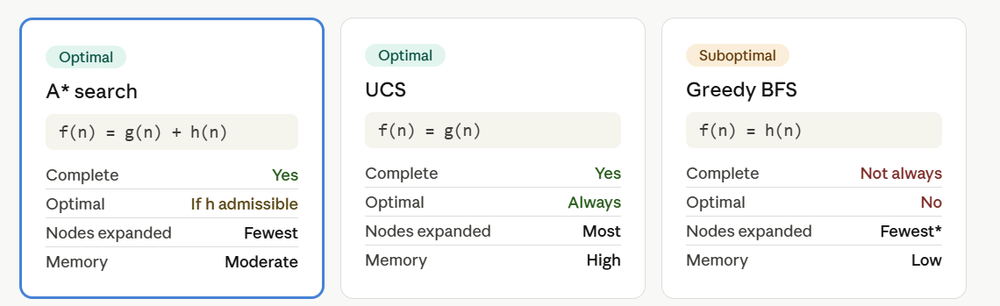 Optimal
A* search
f(n) = g(n) + h(n)
Complete Yes
Optimal If h admissible
Nodes expanded Fewest
Memory Moderate
Optimal
UCS
f(n) = g(n)
Complete Yes
Optimal Always
Nodes expanded Most
Memory High
Suboptimal
Greedy BFS
f(n) = h(n)
Complete Not always
Optimal No
Nodes expanded Fewest*
Memory Low